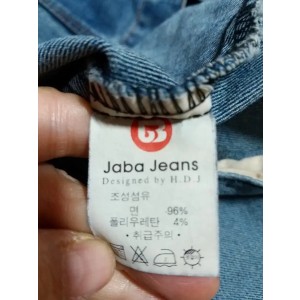 Jaba Jeans
Designed by H.D.J
조성섬유
면 96%
폴리우레탄 4%
• 취급주의 •